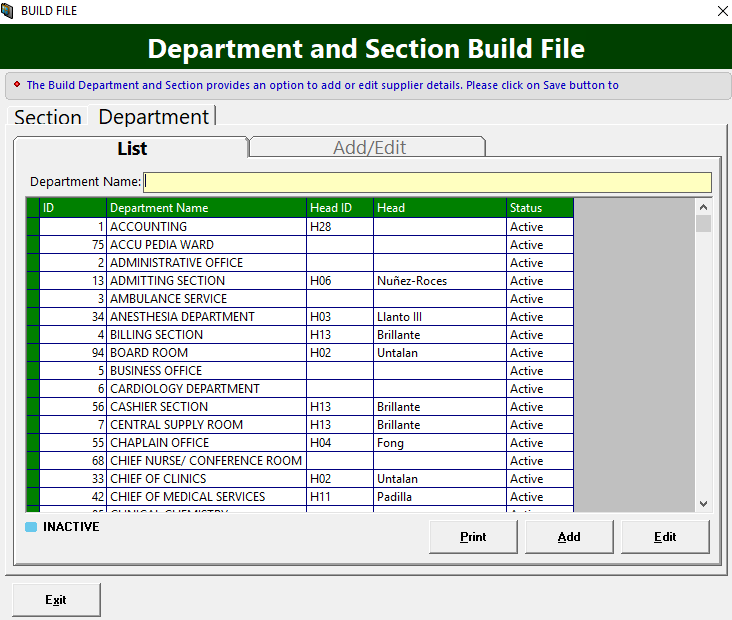 BUILD FILE
Department and Section Build File
The Build Department and Section provides an option to add or edit supplier details. Please click on Save button to
Section Department
List Add/Edit
Department Name:
ID Department Name Head ID Head Status
1 ACCOUNTING H28 Active
75 ACCU PEDIA WARD Active
2 ADMINISTRATIVE OFFICE Active
13 ADMITTING SECTION H06 Nuñez-Roces Active
3 AMBULANCE SERVICE Active
34 ANESTHESIA DEPARTMENT H03 Llanto III Active
4 BILLING SECTION H13 Brillante Active
94 BOARD ROOM H02 Untalan Active
5 BUSINESS OFFICE Active
6 CARDIOLOGY DEPARTMENT Active
56 CASHIER SECTION H13 Brillante Active
7 CENTRAL SUPPLY ROOM H13 Brillante Active
55 CHAPLAIN OFFICE H04 Fong Active
68 CHIEF NURSE/ CONFERENCE ROOM Active
33 CHIEF OF CLINICS H02 Untalan Active
42 CHIEF OF MEDICAL SERVICES H11 Padilla Active
INACTIVE
Print Add Edit
Exit